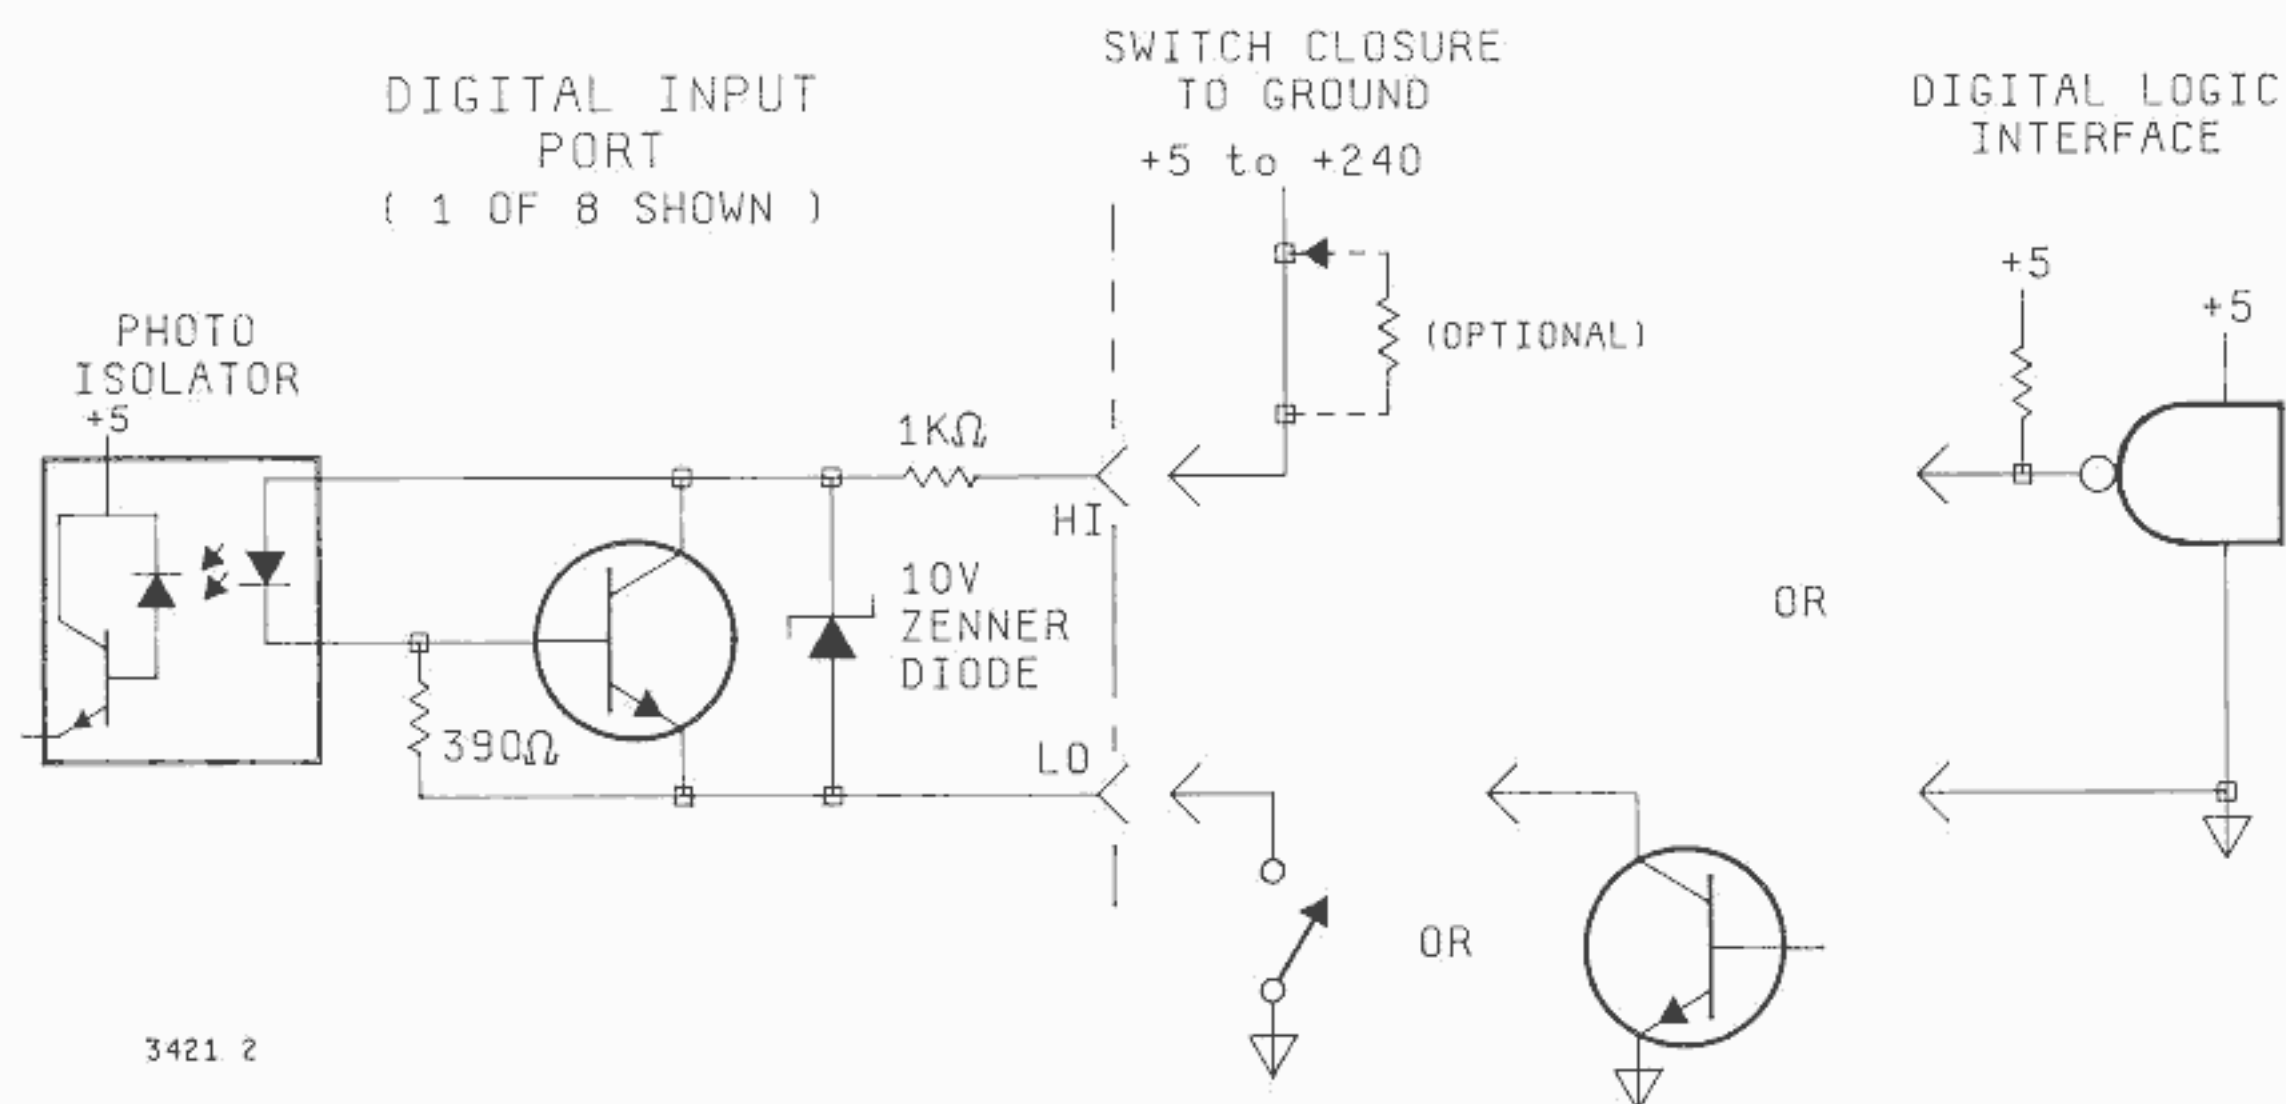 SWITCH CLOSURE
TO GROUND
+5 to +240
DIGITAL INPUT
PORT
( 1 OF 8 SHOWN )
DIGITAL LOGIC
INTERFACE
+5
+5
(OPTIONAL)
PHOTO
ISOLATOR
+5
1KΩ
HI
10V
ZENNER
DIODE
OR
390Ω
LO
OR
3421 2